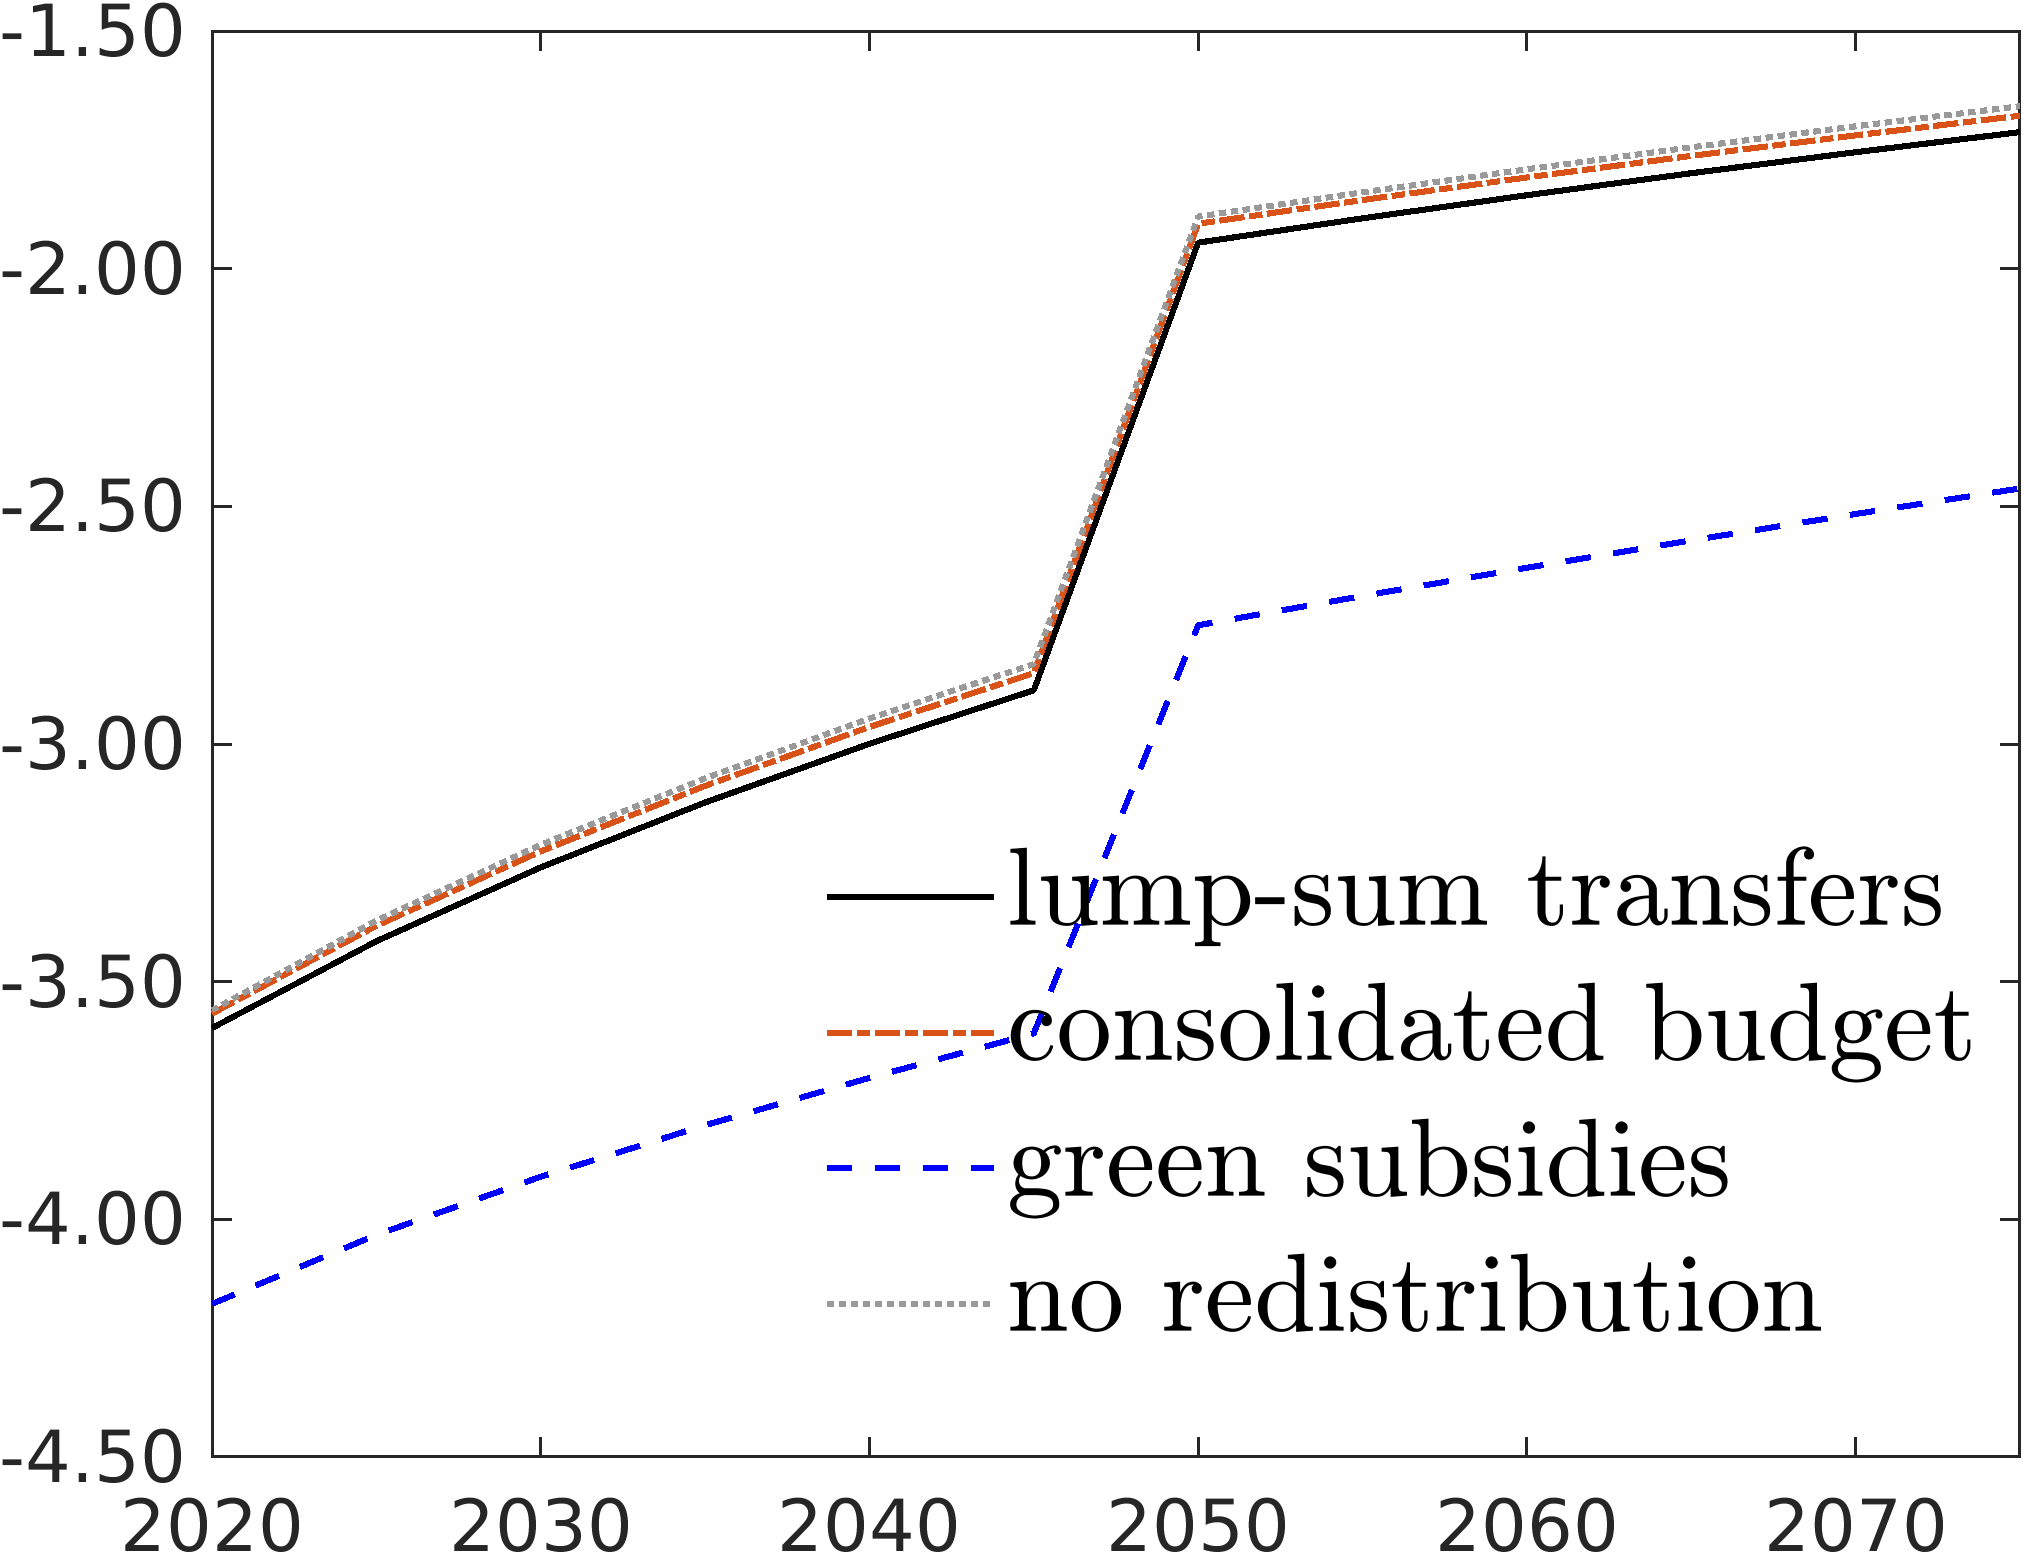 -1.50
-2.00
-2.50
-3.00
-3.50
-4.00
-4.50
lump-sum transfers
consolidated budget
green subsidies
no redistribution
2020 2030 2040 2050 2060 2070